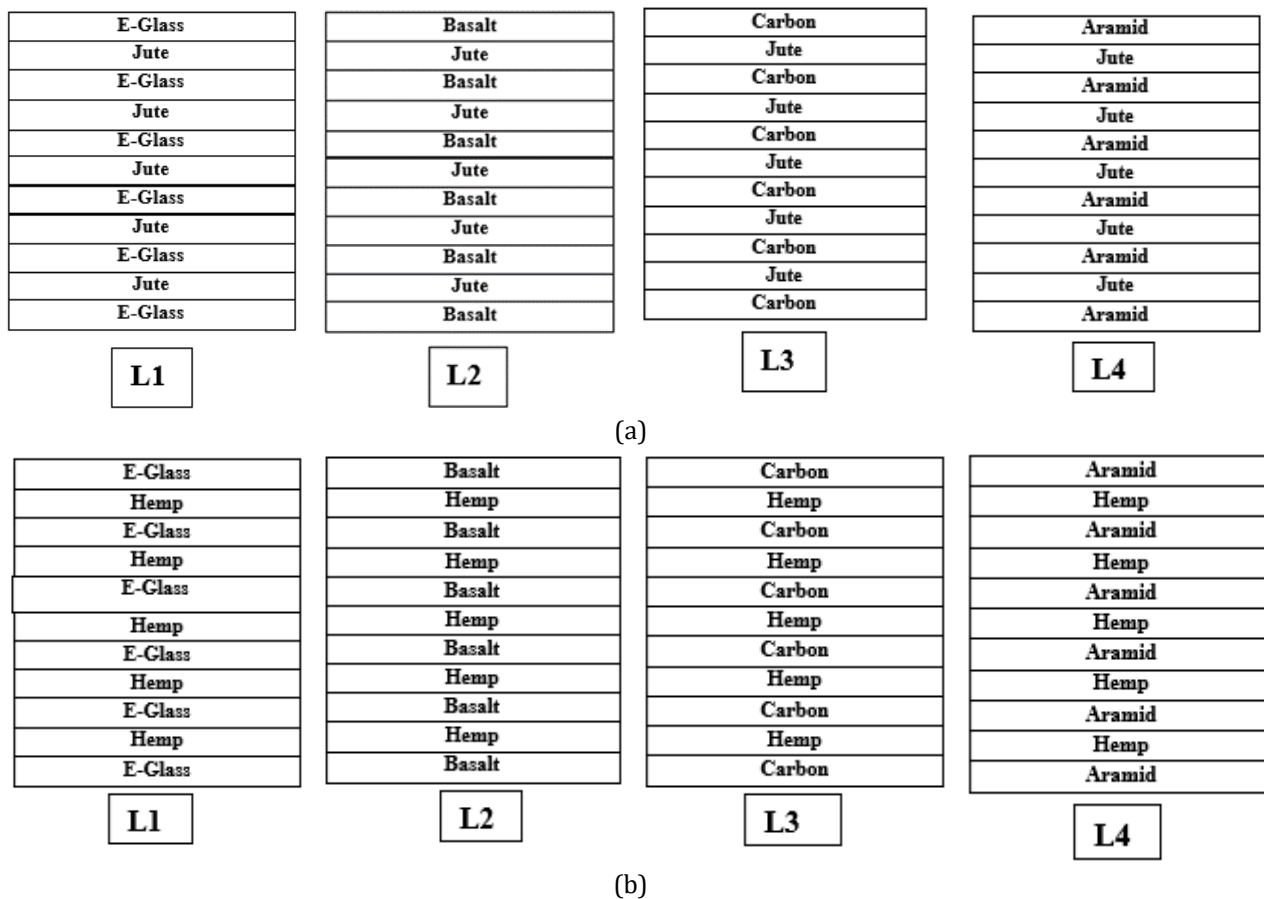 E-Glass
Jute
E-Glass
Jute
E-Glass
Jute
E-Glass
Jute
E-Glass
Jute
E-Glass
L1
Basalt
Jute
Basalt
Jute
Basalt
Jute
Basalt
Jute
Basalt
Jute
Basalt
L2
Carbon
Jute
Carbon
Jute
Carbon
Jute
Carbon
Jute
Carbon
Jute
Carbon
L3
Aramid
Jute
Aramid
Jute
Aramid
Jute
Aramid
Jute
Aramid
Jute
Aramid
L4
(a)
E-Glass
Hemp
E-Glass
Hemp
E-Glass
Hemp
E-Glass
Hemp
E-Glass
Hemp
E-Glass
L1
Basalt
Hemp
Basalt
Hemp
Basalt
Hemp
Basalt
Hemp
Basalt
Hemp
Basalt
L2
Carbon
Hemp
Carbon
Hemp
Carbon
Hemp
Carbon
Hemp
Carbon
Hemp
Carbon
L3
Aramid
Hemp
Aramid
Hemp
Aramid
Hemp
Aramid
Hemp
Aramid
Hemp
Aramid
L4
(b)